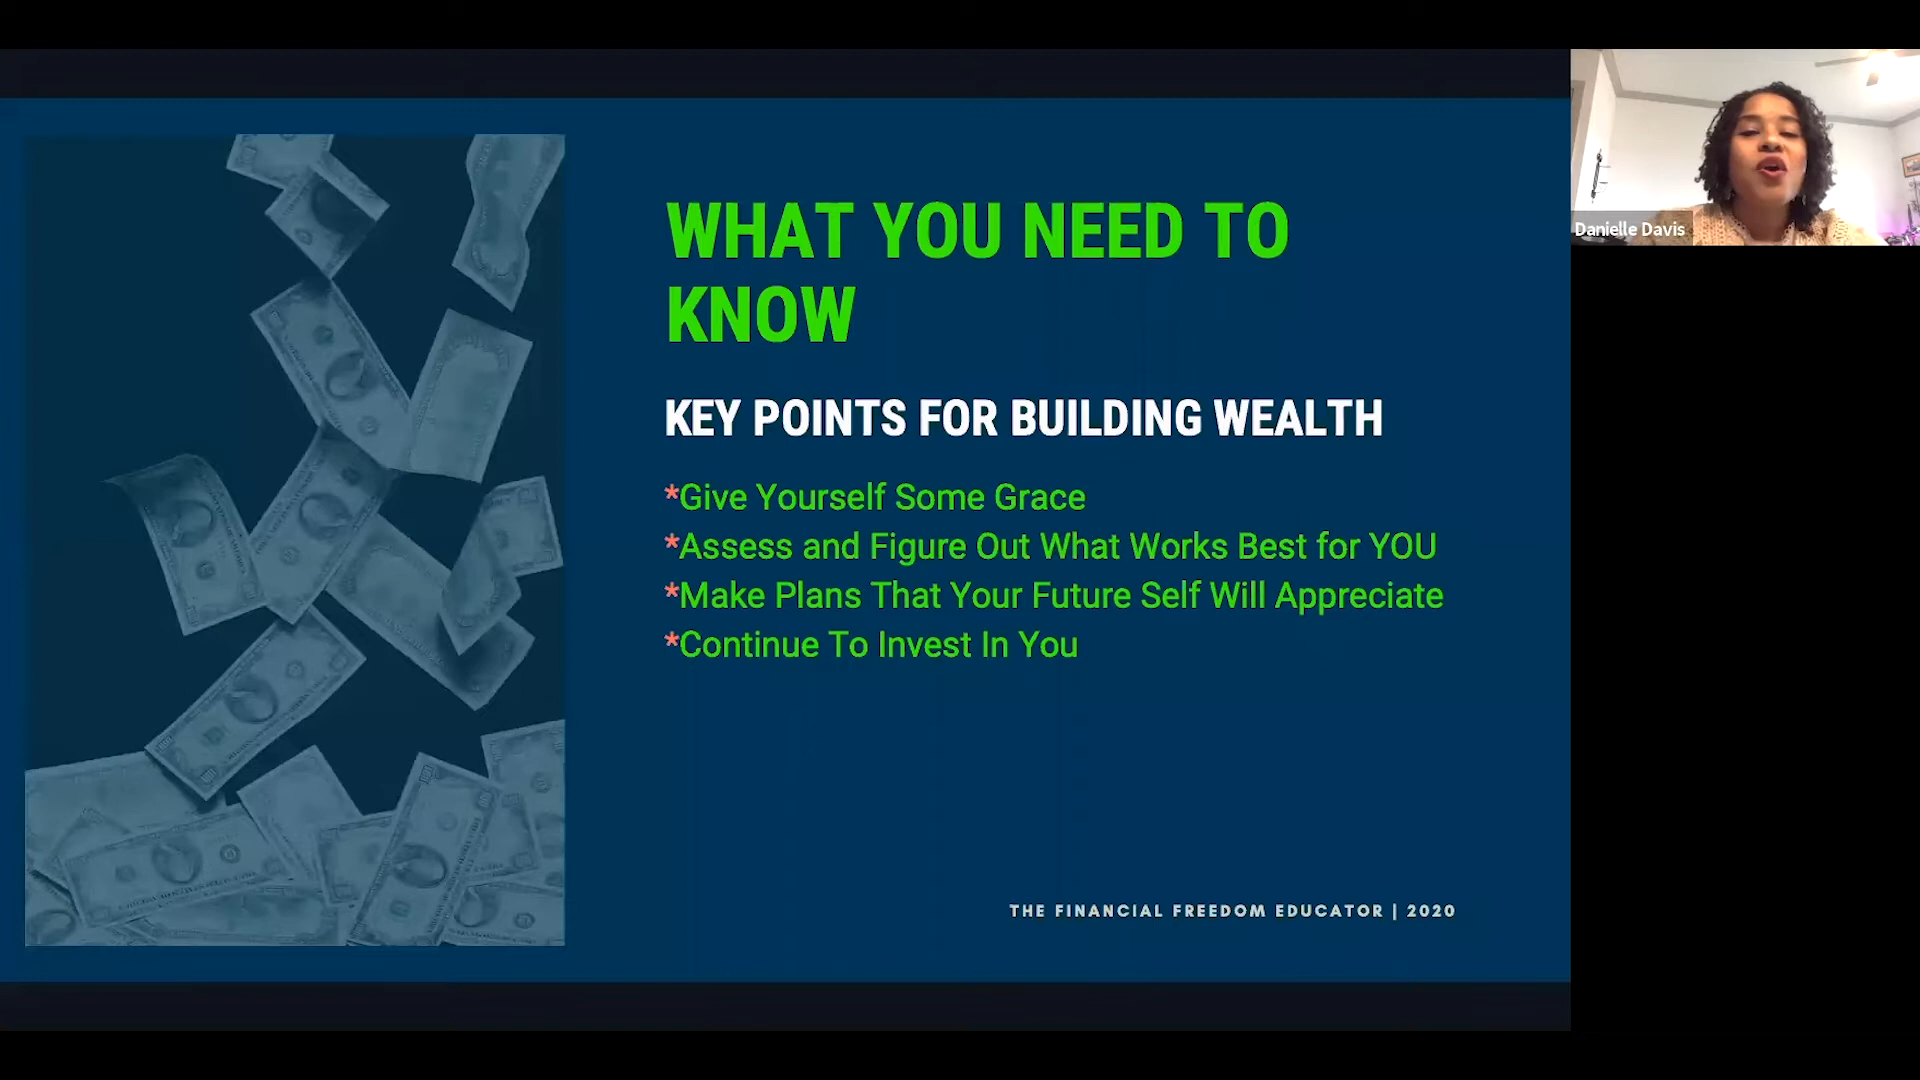 WHAT YOU NEED TO
KNOW
KEY POINTS FOR BUILDING WEALTH
*Give Yourself Some Grace
*Assess and Figure Out What Works Best for YOU
*Make Plans That Your Future Self Will Appreciate
*Continue To Invest In You
THE FINANCIAL FREEDOM EDUCATOR | 2020
Danielle Davis